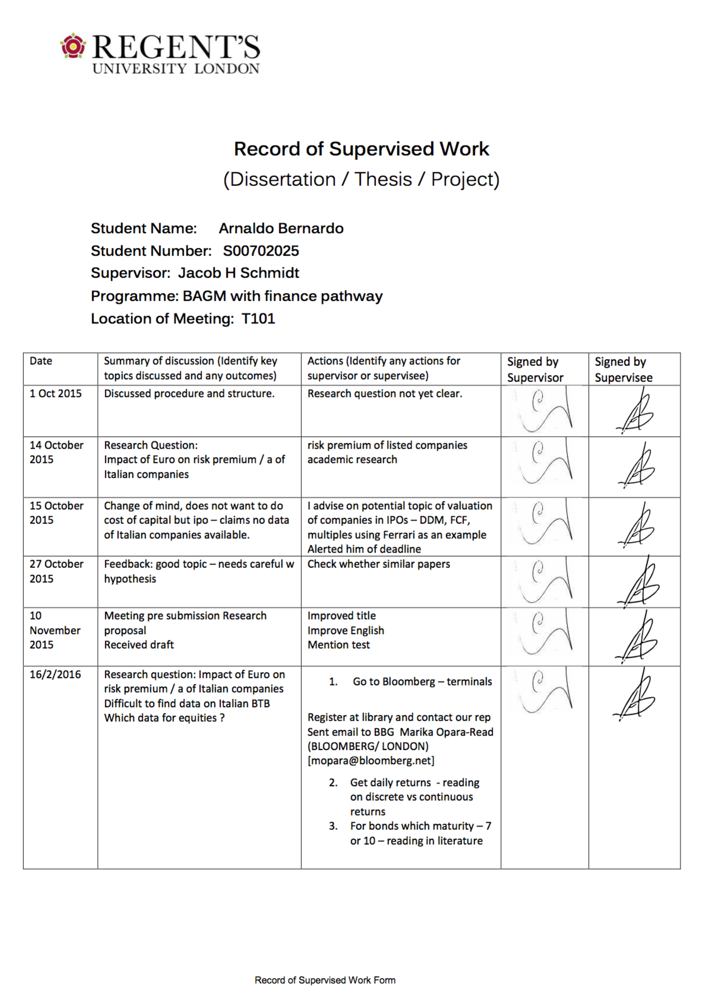 REGENT'S
UNIVERSITY LONDON
Record of Supervised Work
(Dissertation / Thesis / Project)
Student Name: Arnaldo Bernardo
Student Number: S00702025
Supervisor: Jacob H Schmidt
Programme: BAGM with finance pathway
Location of Meeting: T101
Date
Summary of discussion (Identify key
topics discussed and any outcomes)
Actions (Identify any actions for
supervisor or supervisee)
Signed by
Supervisor
Signed by
Supervisee
1 Oct 2015
Discussed procedure and structure.
Research question not yet clear.
14 October
2015
Research Question:
Impact of Euro on risk premium / a of
Italian companies
risk premium of listed companies
academic research
15 October
2015
Change of mind, does not want to do
cost of capital but ipo – claims no data
of Italian companies available.
I advise on potential topic of valuation
of companies in IPOs – DDM, FCF,
multiples using Ferrari as an example
Alerted him of deadline
27 October
2015
Feedback: good topic – needs careful w
hypothesis
Check whether similar papers
10
November
2015
Meeting pre submission Research
proposal
Received draft
Improved title
Improve English
Mention test
16/2/2016
Research question: Impact of Euro on
risk premium / a of Italian companies
Difficult to find data on Italian BTB
Which data for equities ?
1. Go to Bloomberg – terminals
Register at library and contact our rep
Sent email to BBG Marika Opara-Read
(BLOOMBERG/ LONDON)
[mopara@bloomberg.net]
2. Get daily returns - reading
on discrete vs continuous
returns
3. For bonds which maturity – 7
or 10 – reading in literature
Record of Supervised Work Form